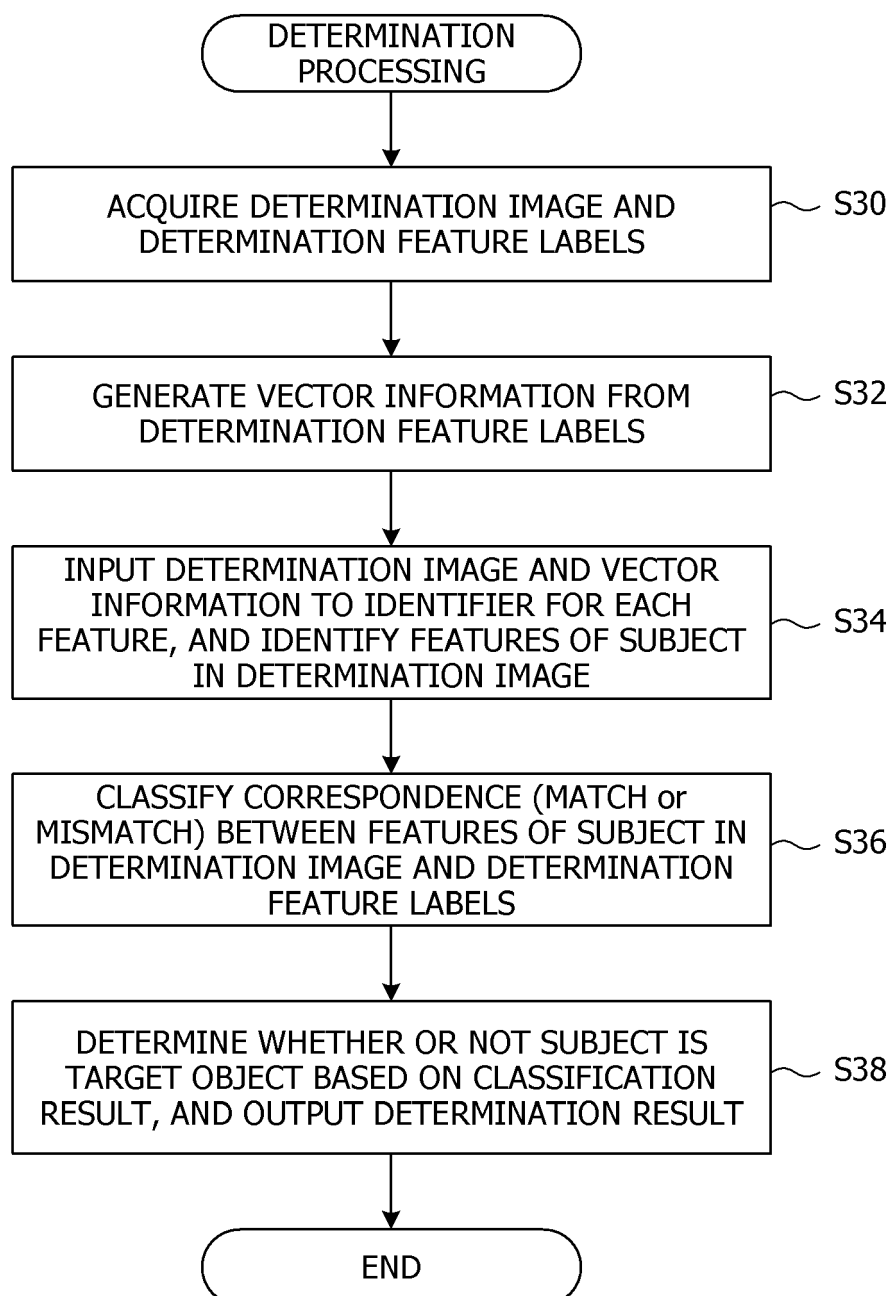 DETERMINATION
PROCESSING
ACQUIRE DETERMINATION IMAGE AND
DETERMINATION FEATURE LABELS
S30
GENERATE VECTOR INFORMATION FROM
DETERMINATION FEATURE LABELS
S32
INPUT DETERMINATION IMAGE AND VECTOR
INFORMATION TO IDENTIFIER FOR EACH
FEATURE, AND IDENTIFY FEATURES OF SUBJECT
IN DETERMINATION IMAGE
S34
CLASSIFY CORRESPONDENCE (MATCH or
MISMATCH) BETWEEN FEATURES OF SUBJECT IN
DETERMINATION IMAGE AND DETERMINATION
FEATURE LABELS
S36
DETERMINE WHETHER OR NOT SUBJECT IS
TARGET OBJECT BASED ON CLASSIFICATION
RESULT, AND OUTPUT DETERMINATION RESULT
S38
END